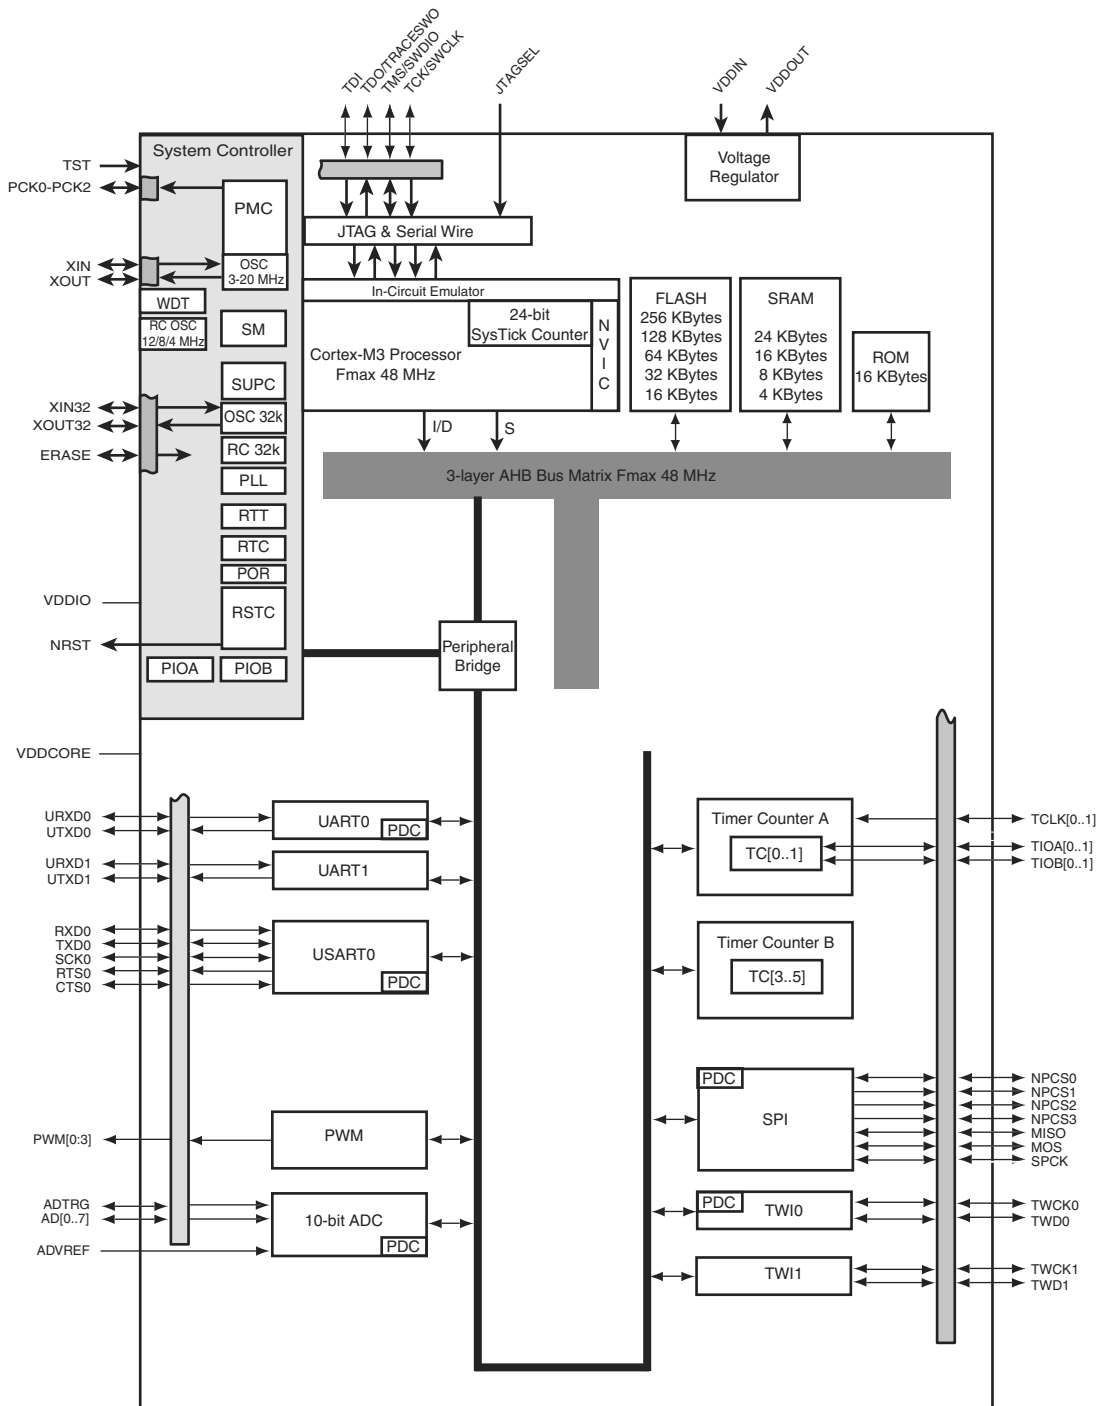 TDI
TDO/TRACESWO
TMS/SWDIO
TCK/SWCLK
JTAGSEL
VDDIN
VDDOUT
System Controller
Voltage
Regulator
TST
PCK0-PCK2
PMC
JTAG & Serial Wire
XIN
XOUT
OSC
3-20 MHz
In-Circuit Emulator
WDT
RC OSC
12/8/4 MHz
SM
24-bit
SysTick Counter
N
V
I
C
Cortex-M3 Processor
Fmax 48 MHz
FLASH
256 KBytes
128 KBytes
64 KBytes
32 KBytes
16 KBytes
SRAM
24 KBytes
16 KBytes
8 KBytes
4 KBytes
ROM
16 KBytes
SUPC
XIN32
XOUT32
OSC 32k
I/D
S
ERASE
RC 32k
PLL
3-layer AHB Bus Matrix Fmax 48 MHz
RTT
RTC
POR
VDDIO
RSTC
NRST
Peripheral
Bridge
PIOA
PIOB
VDDCORE
URXD0
UTXD0
UART0
PDC
URXD1
UTXD1
UART1
RXD0
TXD0
SCK0
RTS0
CTS0
USART0
PDC
PWM[0:3]
PWM
ADTRG
AD[0..7]
ADVREF
10-bit ADC
PDC
Timer Counter A
TC[0..1]
TCLK[0..1]
TIOA[0..1]
TIOB[0..1]
Timer Counter B
TC[3..5]
PDC
SPI
NPCS0
NPCS1
NPCS2
NPCS3
MISO
MOS
SPCK
PDC
TWI0
TWCK0
TWD0
TWI1
TWCK1
TWD1